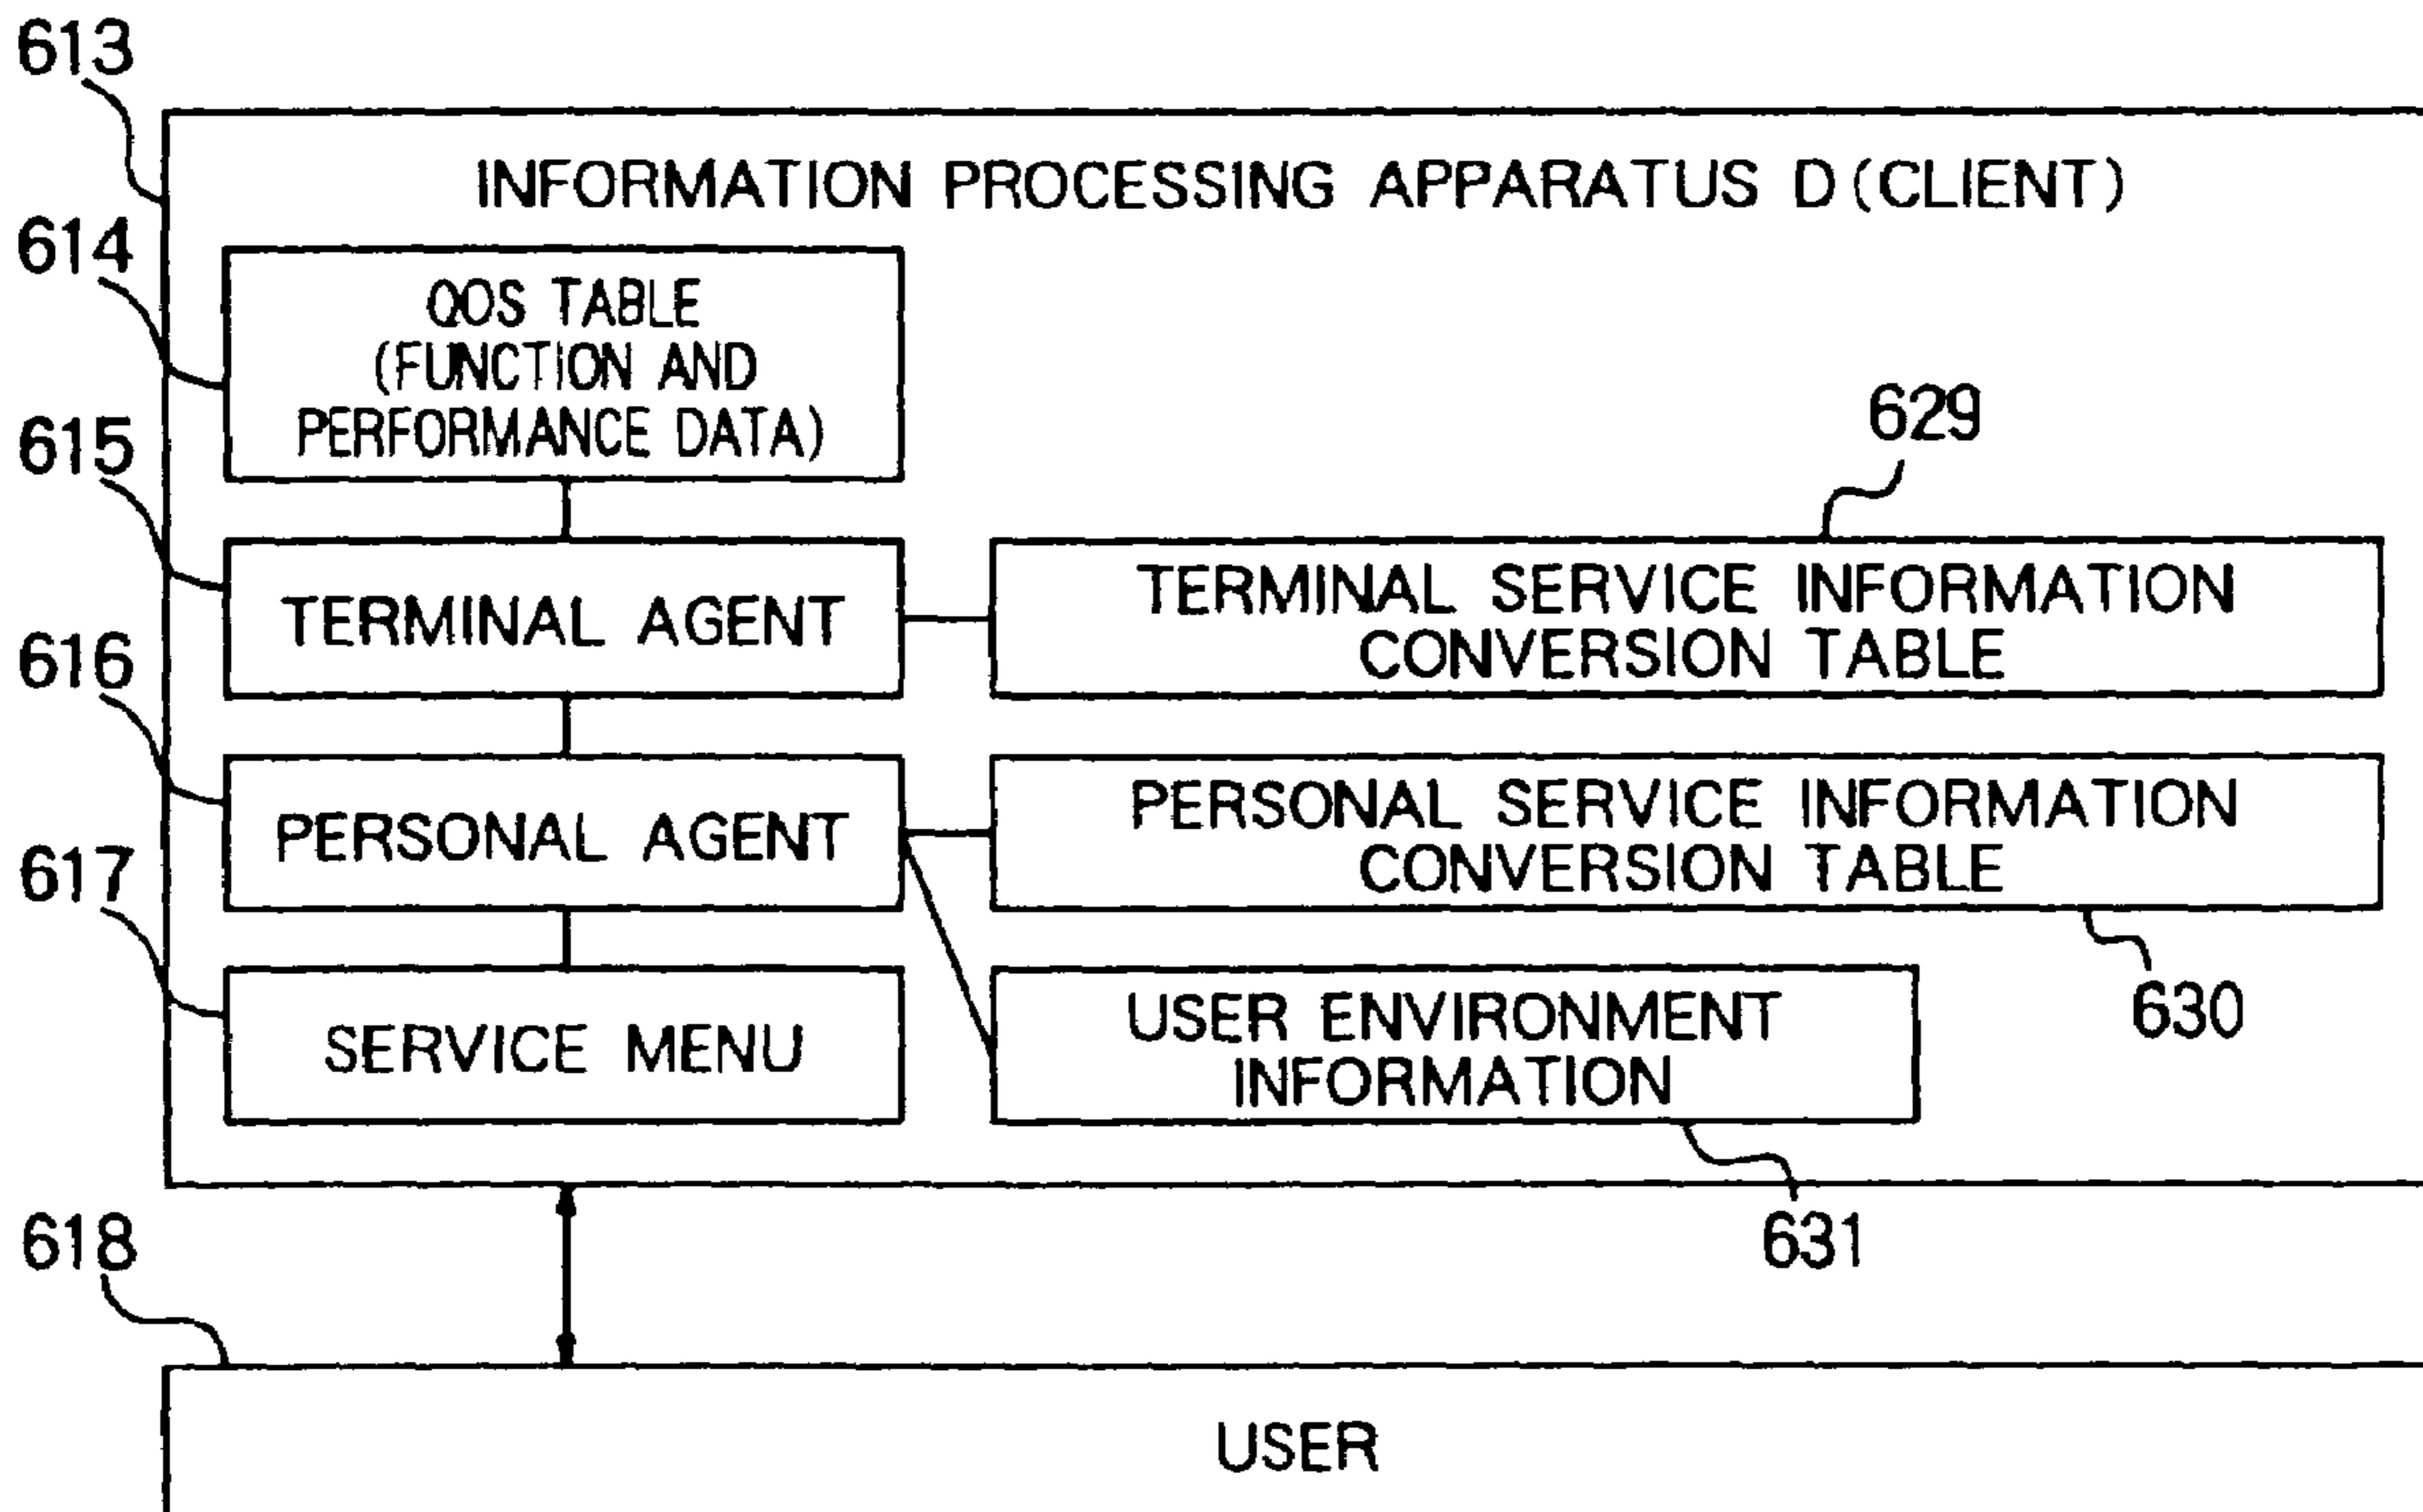 613
INFORMATION PROCESSING APPARATUS D (CLIENT)
614
QOS TABLE
(FUNCTION AND
PERFORMANCE DATA)
615
629
TERMINAL AGENT
TERMINAL SERVICE INFORMATION
CONVERSION TABLE
616
PERSONAL AGENT
PERSONAL SERVICE INFORMATION
CONVERSION TABLE
617
630
SERVICE MENU
USER ENVIRONMENT
INFORMATION
631
618
USER